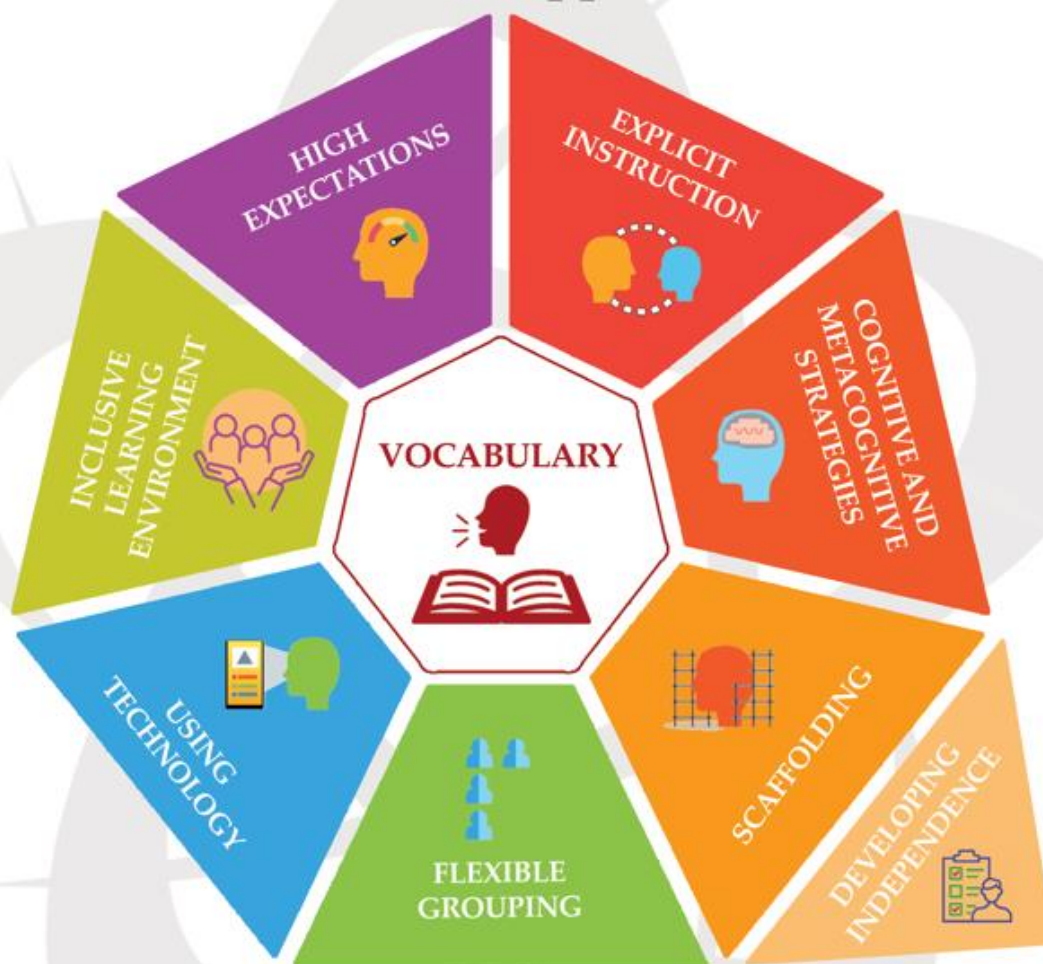 HIGH
EXPECTATIONS
EXPLICIT
INSTRUCTION
COGNITIVE AND
METACOGNITIVE
STRATEGIES
INCLUSIVE
LEARNING
ENVIRONMENT
VOCABULARY
USING
TECHNOLOGY
FLEXIBLE
GROUPING
SCAFFOLDING
DEVELOPING
INDEPENDENCE